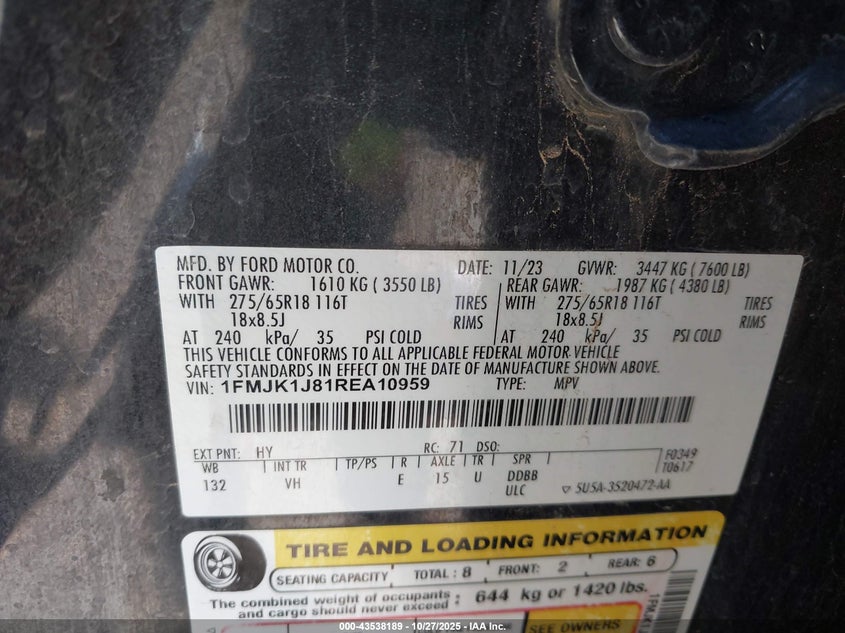 MFD. BY FORD MOTOR CO. DATE: 11/23 GVWR: 3447 KG ( 7600 LB)
FRONT GAWR: 1610 KG ( 3550 LB) REAR GAWR: 1987 KG ( 4380 LB)
WITH 275/65R18 116T TIRES WITH 275/65R18 116T TIRES
18x8.5J RIMS 18x8.5J RIMS
AT 240 kPa/ 35 PSI COLD AT 240 kPa/ 35 PSI COLD
THIS VEHICLE CONFORMS TO ALL APPLICABLE FEDERAL MOTOR VEHICLE
SAFETY STANDARDS IN EFFECT ON THE DATE OF MANUFACTURE SHOWN ABOVE.
VIN: 1FMJK1J81REA10959 TYPE: MPV
EXT PNT: HY RC: 71 DSO: F0349
WB INT TR TP/PS R AXLE TR SPR T0617
132 VH E 15 U DDBB
ULC ▽ 5U5A-3520472-AA
TIRE AND LOADING INFORMATION
SEATING CAPACITY TOTAL : 8 FRONT: 2 REAR: 6
The combined weight of occupants and cargo should never exceed : 644 kg or 1420 lbs.
SEE OWNERS
000-43538189 - 10/27/2025 - IAA Inc.